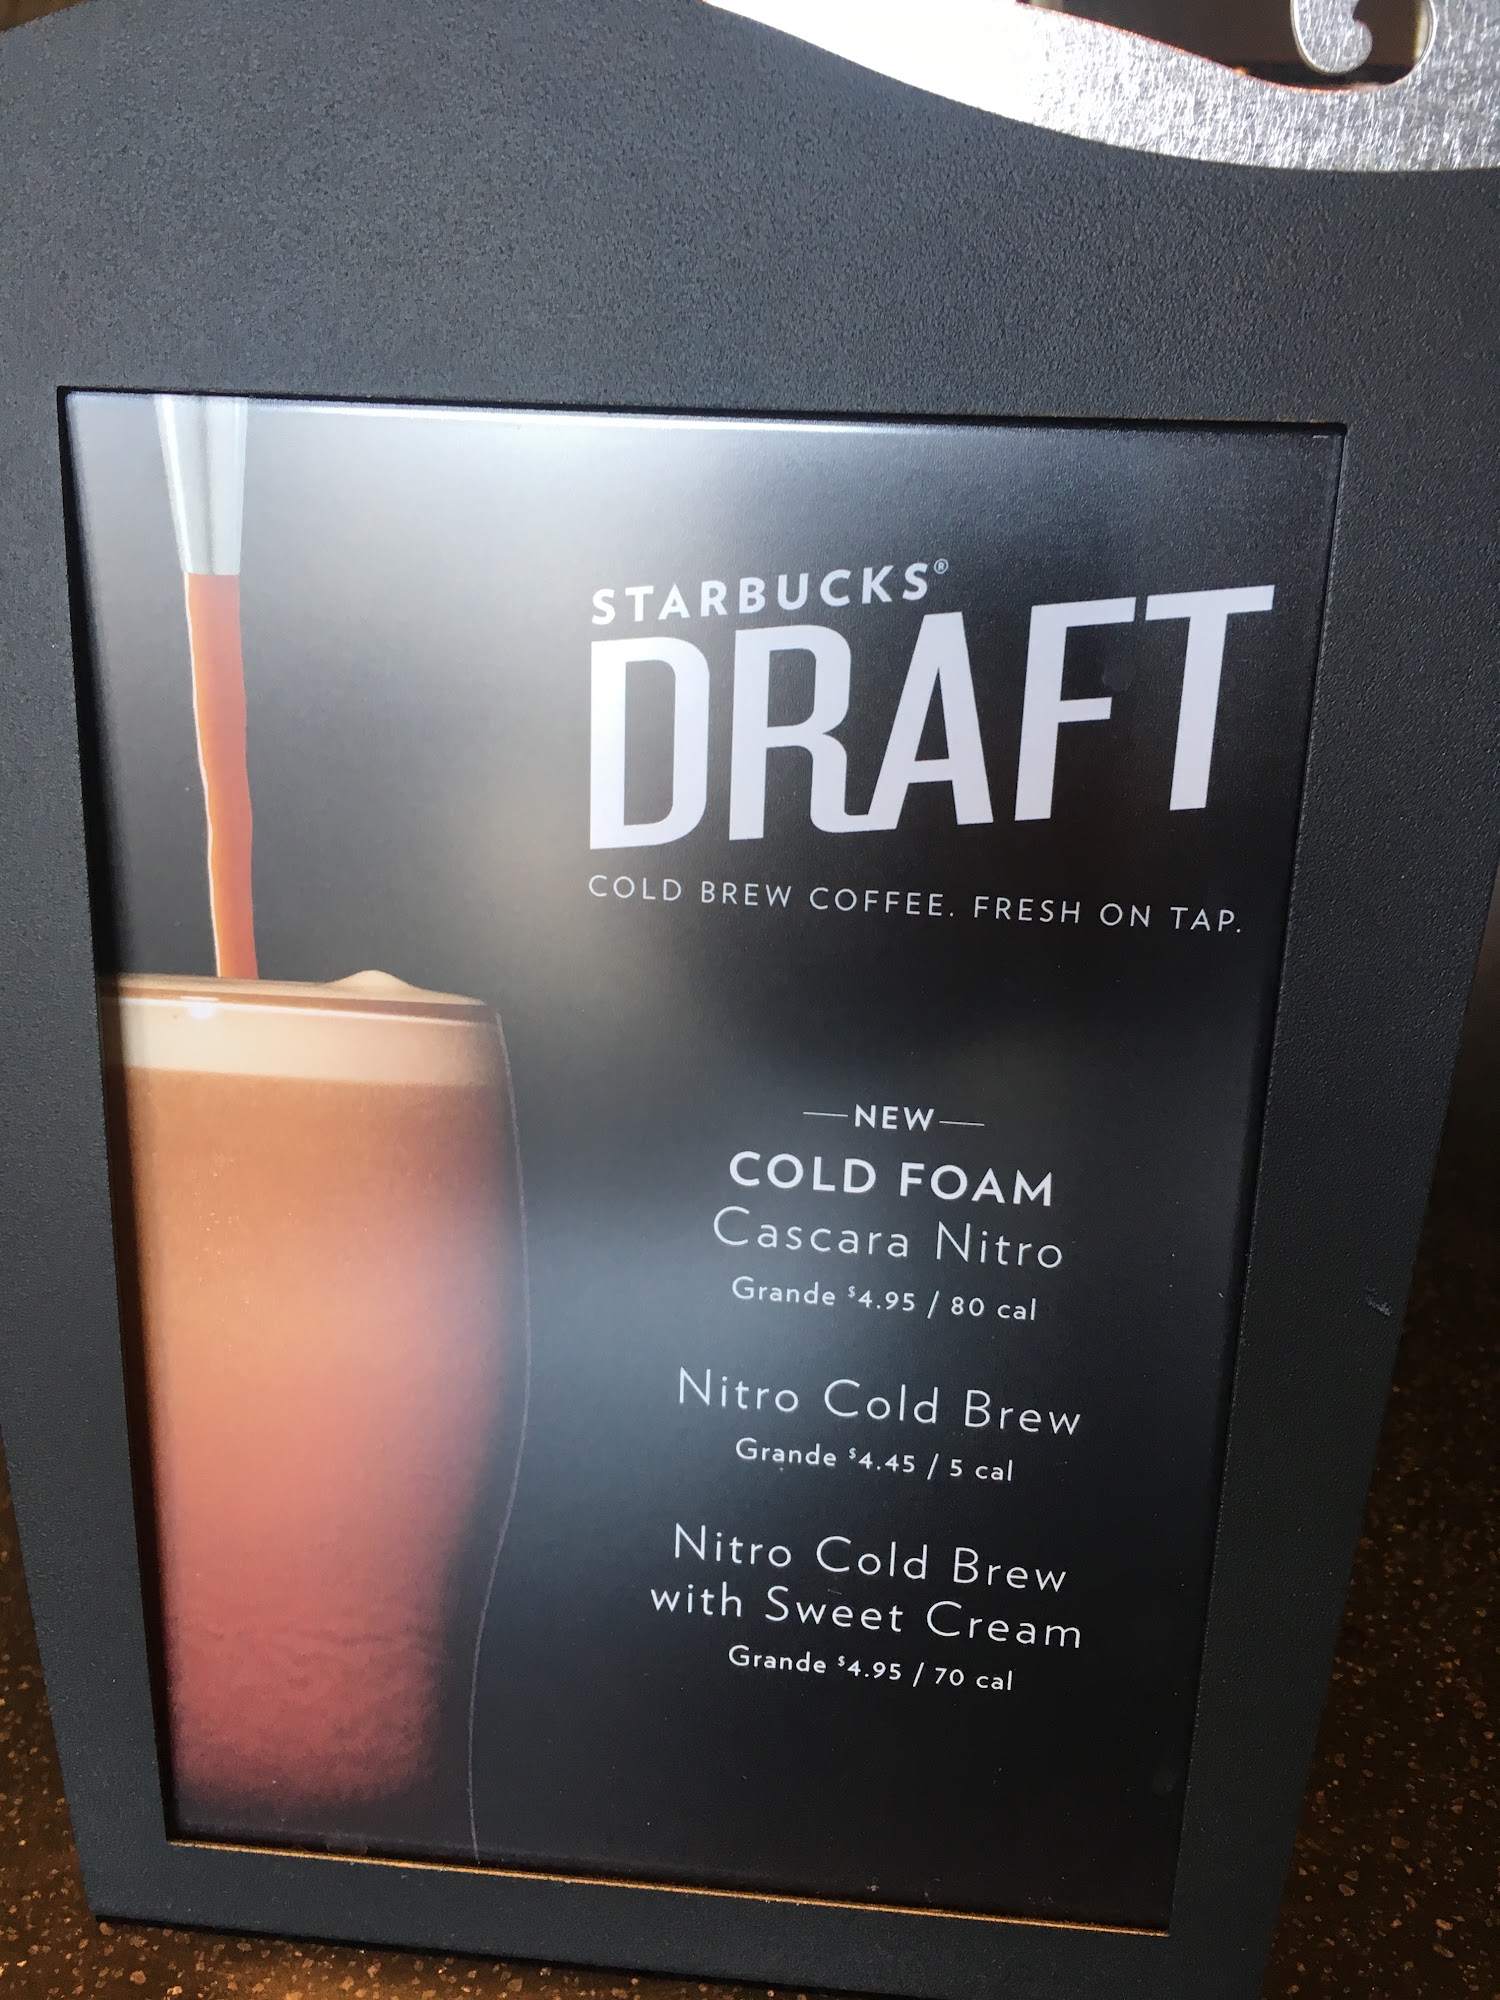 STARBUCKS®
DRAFT
COLD BREW COFFEE. FRESH ON TAP.
NEW
COLD FOAM
Cascara Nitro
Grande $4.95 / 80 cal
Nitro Cold Brew
Grande $4.45 / 5 cal
Nitro Cold Brew
with Sweet Cream
Grande $4.95 / 70 cal